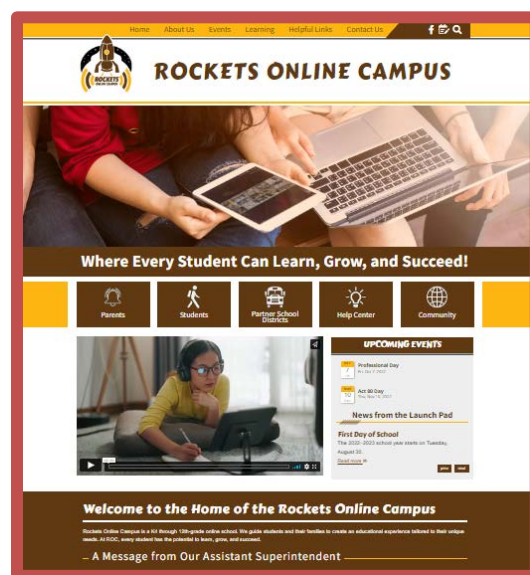 Home About Us Events Learning Helpful Links Contact Us
ROCKETS
ROCKETS ONLINE CAMPUS
Where Every Student Can Learn, Grow, and Succeed!
Parents
Students
Partner School
Districts
Help Center
Community
UPCOMING EVENTS
7
Professional Day
10
Act 80 Day
News from the Launch Pad
First Day of School
The 2022-2023 school year starts on Tuesday,
August 30.
Read more
Welcome to the Home of the Rockets Online Campus
Rockets Online Campus is a K4 through 12th-grade online school. We guide students and their families to create an educational experience tailored to their unique
needs. At ROC, every student has the potential to learn, grow, and succeed.
A Message from Our Assistant Superintendent